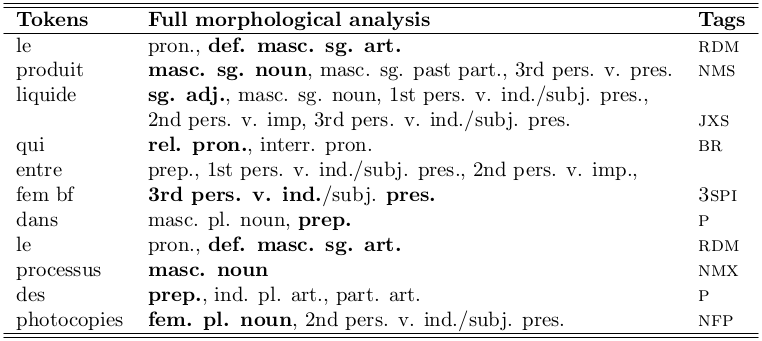 Tokens Full morphological analysis Tags
le pron., def. masc. sg. art. RDM
produit masc. sg. noun, masc. sg. past part., 3rd pers. v. pres. NMS
liquide sg. adj., masc. sg. noun, 1st pers. v. ind./subj. pres.,
2nd pers. v. imp, 3rd pers. v. ind./subj. pres. JXS
qui rel. pron., interr. pron. BR
entre prep., 1st pers. v. ind./subj. pres., 2nd pers. v. imp.,
fem bf 3rd pers. v. ind./subj. pres. 3SPI
dans masc. pl. noun, prep. P
le pron., def. masc. sg. art. RDM
processus masc. noun NMX
des prep., ind. pl. art., part. art. P
photocopies fem. pl. noun, 2nd pers. v. ind./subj. pres. NFP